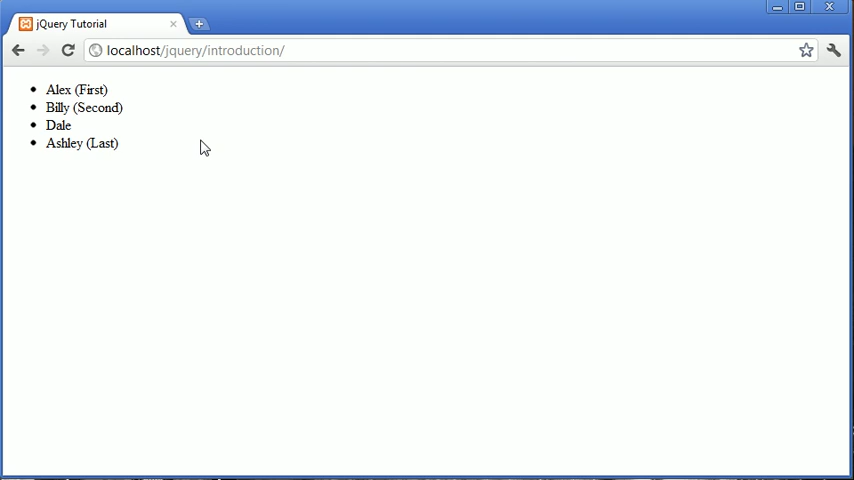 jQuery Tutorial
localhost/jquery/introduction/
Alex (First)
Billy (Second)
Dale
Ashley (Last)